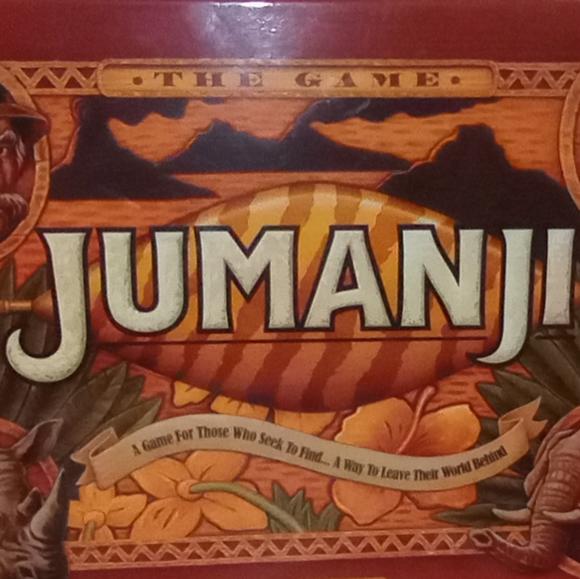 • THE GAME •
JUMANJI
A Game For Those Who Seek To Find... A Way To Leave Their World Behind